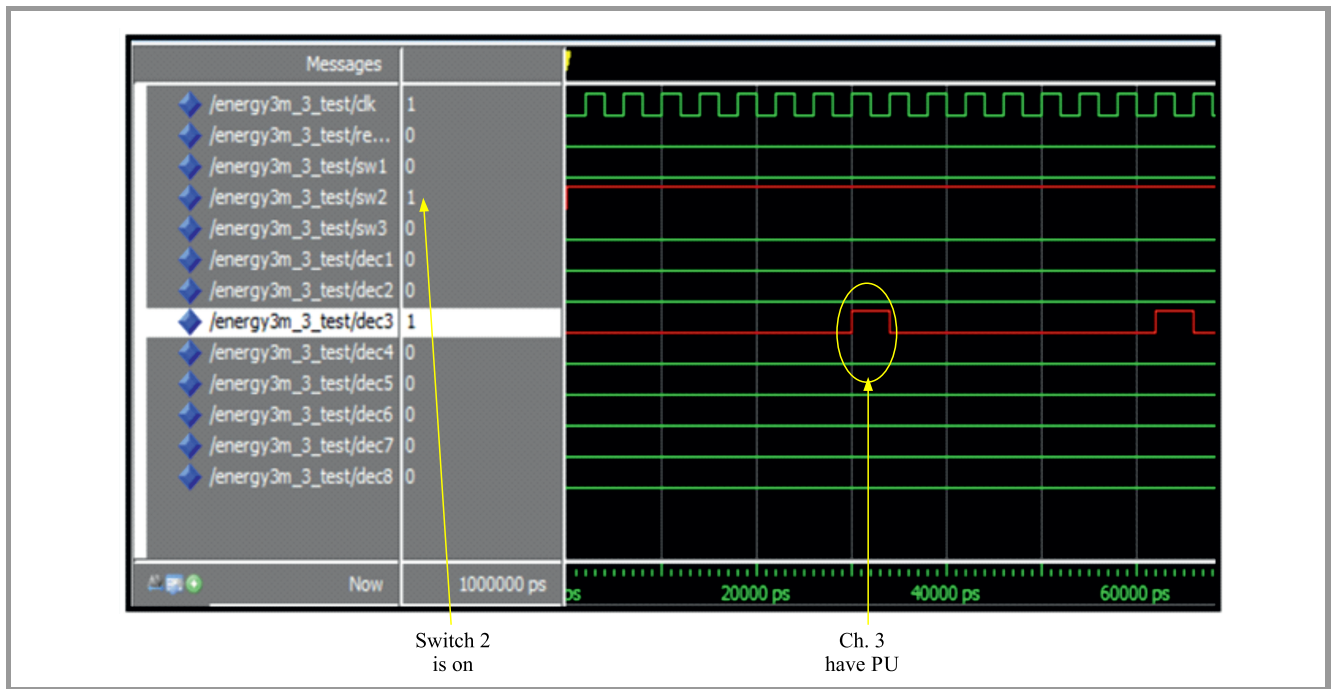 Messages
/energy3m_3_test/clk 1
/energy3m_3_test/re... 0
/energy3m_3_test/sw1 0
/energy3m_3_test/sw2 1
/energy3m_3_test/sw3 0
/energy3m_3_test/dec1 0
/energy3m_3_test/dec2 0
/energy3m_3_test/dec3 1
/energy3m_3_test/dec4 0
/energy3m_3_test/dec5 0
/energy3m_3_test/dec6 0
/energy3m_3_test/dec7 0
/energy3m_3_test/dec8 0
Now 1000000 ps ps 20000 ps 40000 ps 60000 ps
Switch 2
is on
Ch. 3
have PU